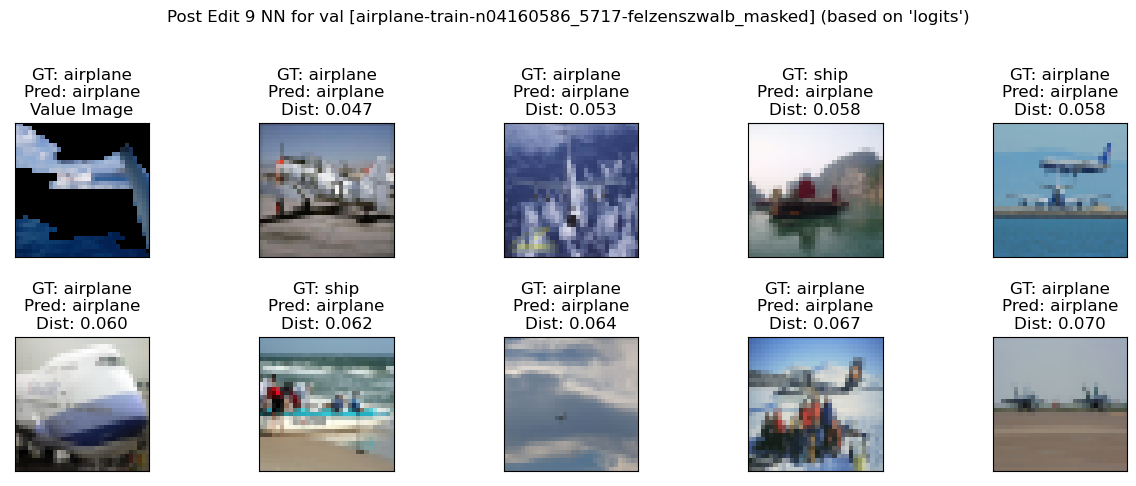 Post Edit 9 NN for val [airplane-train-n04160586_5717-felzenszwalb_masked] (based on 'logits')
GT: airplane
Pred: airplane
Value Image
GT: airplane
Pred: airplane
Dist: 0.047
GT: airplane
Pred: airplane
Dist: 0.053
GT: ship
Pred: airplane
Dist: 0.058
GT: airplane
Pred: airplane
Dist: 0.058
GT: airplane
Pred: airplane
Dist: 0.060
GT: ship
Pred: airplane
Dist: 0.062
GT: airplane
Pred: airplane
Dist: 0.064
GT: airplane
Pred: airplane
Dist: 0.067
GT: airplane
Pred: airplane
Dist: 0.070